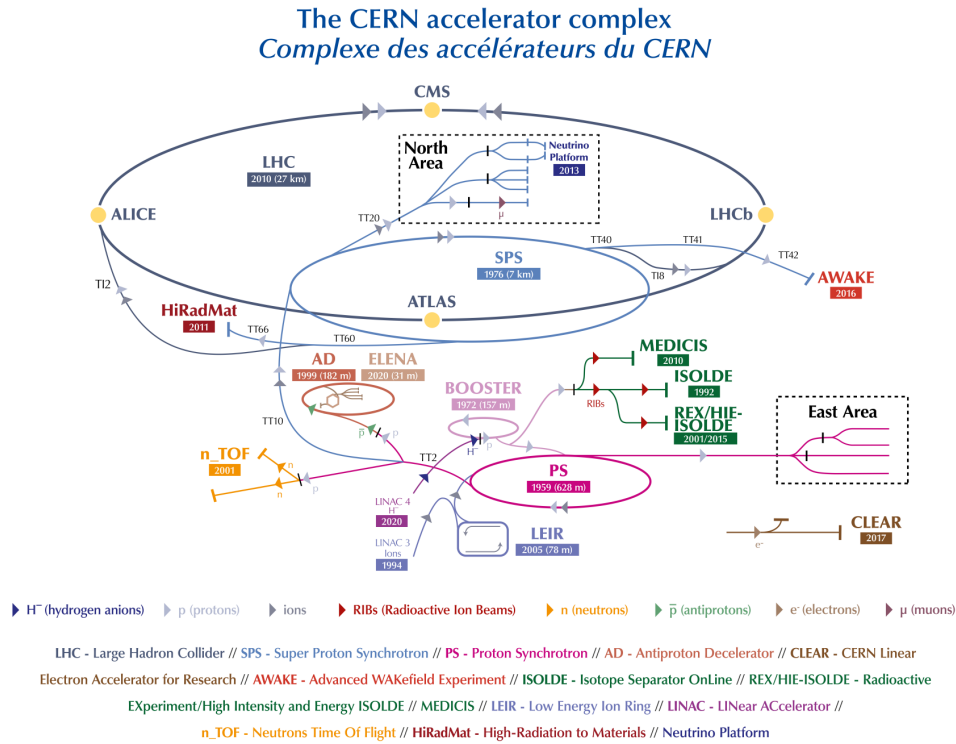 The CERN accelerator complex
Complexe des accélérateurs du CERN
CMS
LHC
2010 (27 km)
North
Area
Neutrino
Platform
2013
μ
ALICE
LHCb
TT20
TT40
TT41
TT42
TI8
TI2
SPS
1976 (7 km)
AWAKE
2016
ATLAS
HiRadMat
2011
TT66
TT60
AD
1999 (182 m)
ELENA
2020 (31 m)
MEDICIS
2010
BOOSTER
1972 (157 m)
ISOLDE
1992
RIBs
REX/HIE-
ISOLDE
2001/2015
East Area
TT10
p̅
p
p
H⁻
n_TOF
2001
n
n
p
TT2
PS
1959 (628 m)
LINAC 4
H⁻
2020
LINAC 3
Ions
1994
LEIR
2005 (78 m)
CLEAR
2017
e⁻
H⁻ (hydrogen anions)
p (protons)
ions
RIBs (Radioactive Ion Beams)
n (neutrons)
p̅ (antiprotons)
e⁻ (electrons)
μ (muons)
LHC - Large Hadron Collider // SPS - Super Proton Synchrotron // PS - Proton Synchrotron // AD - Antiproton Decelerator // CLEAR - CERN Linear
Electron Accelerator for Research // AWAKE - Advanced WAKefield Experiment // ISOLDE - Isotope Separator OnLine // REX/HIE-ISOLDE - Radioactive
EXperiment/High Intensity and Energy ISOLDE // MEDICIS // LEIR - Low Energy Ion Ring // LINAC - LINear ACcelerator //
n_TOF - Neutrons Time Of Flight // HiRadMat - High-Radiation to Materials // Neutrino Platform